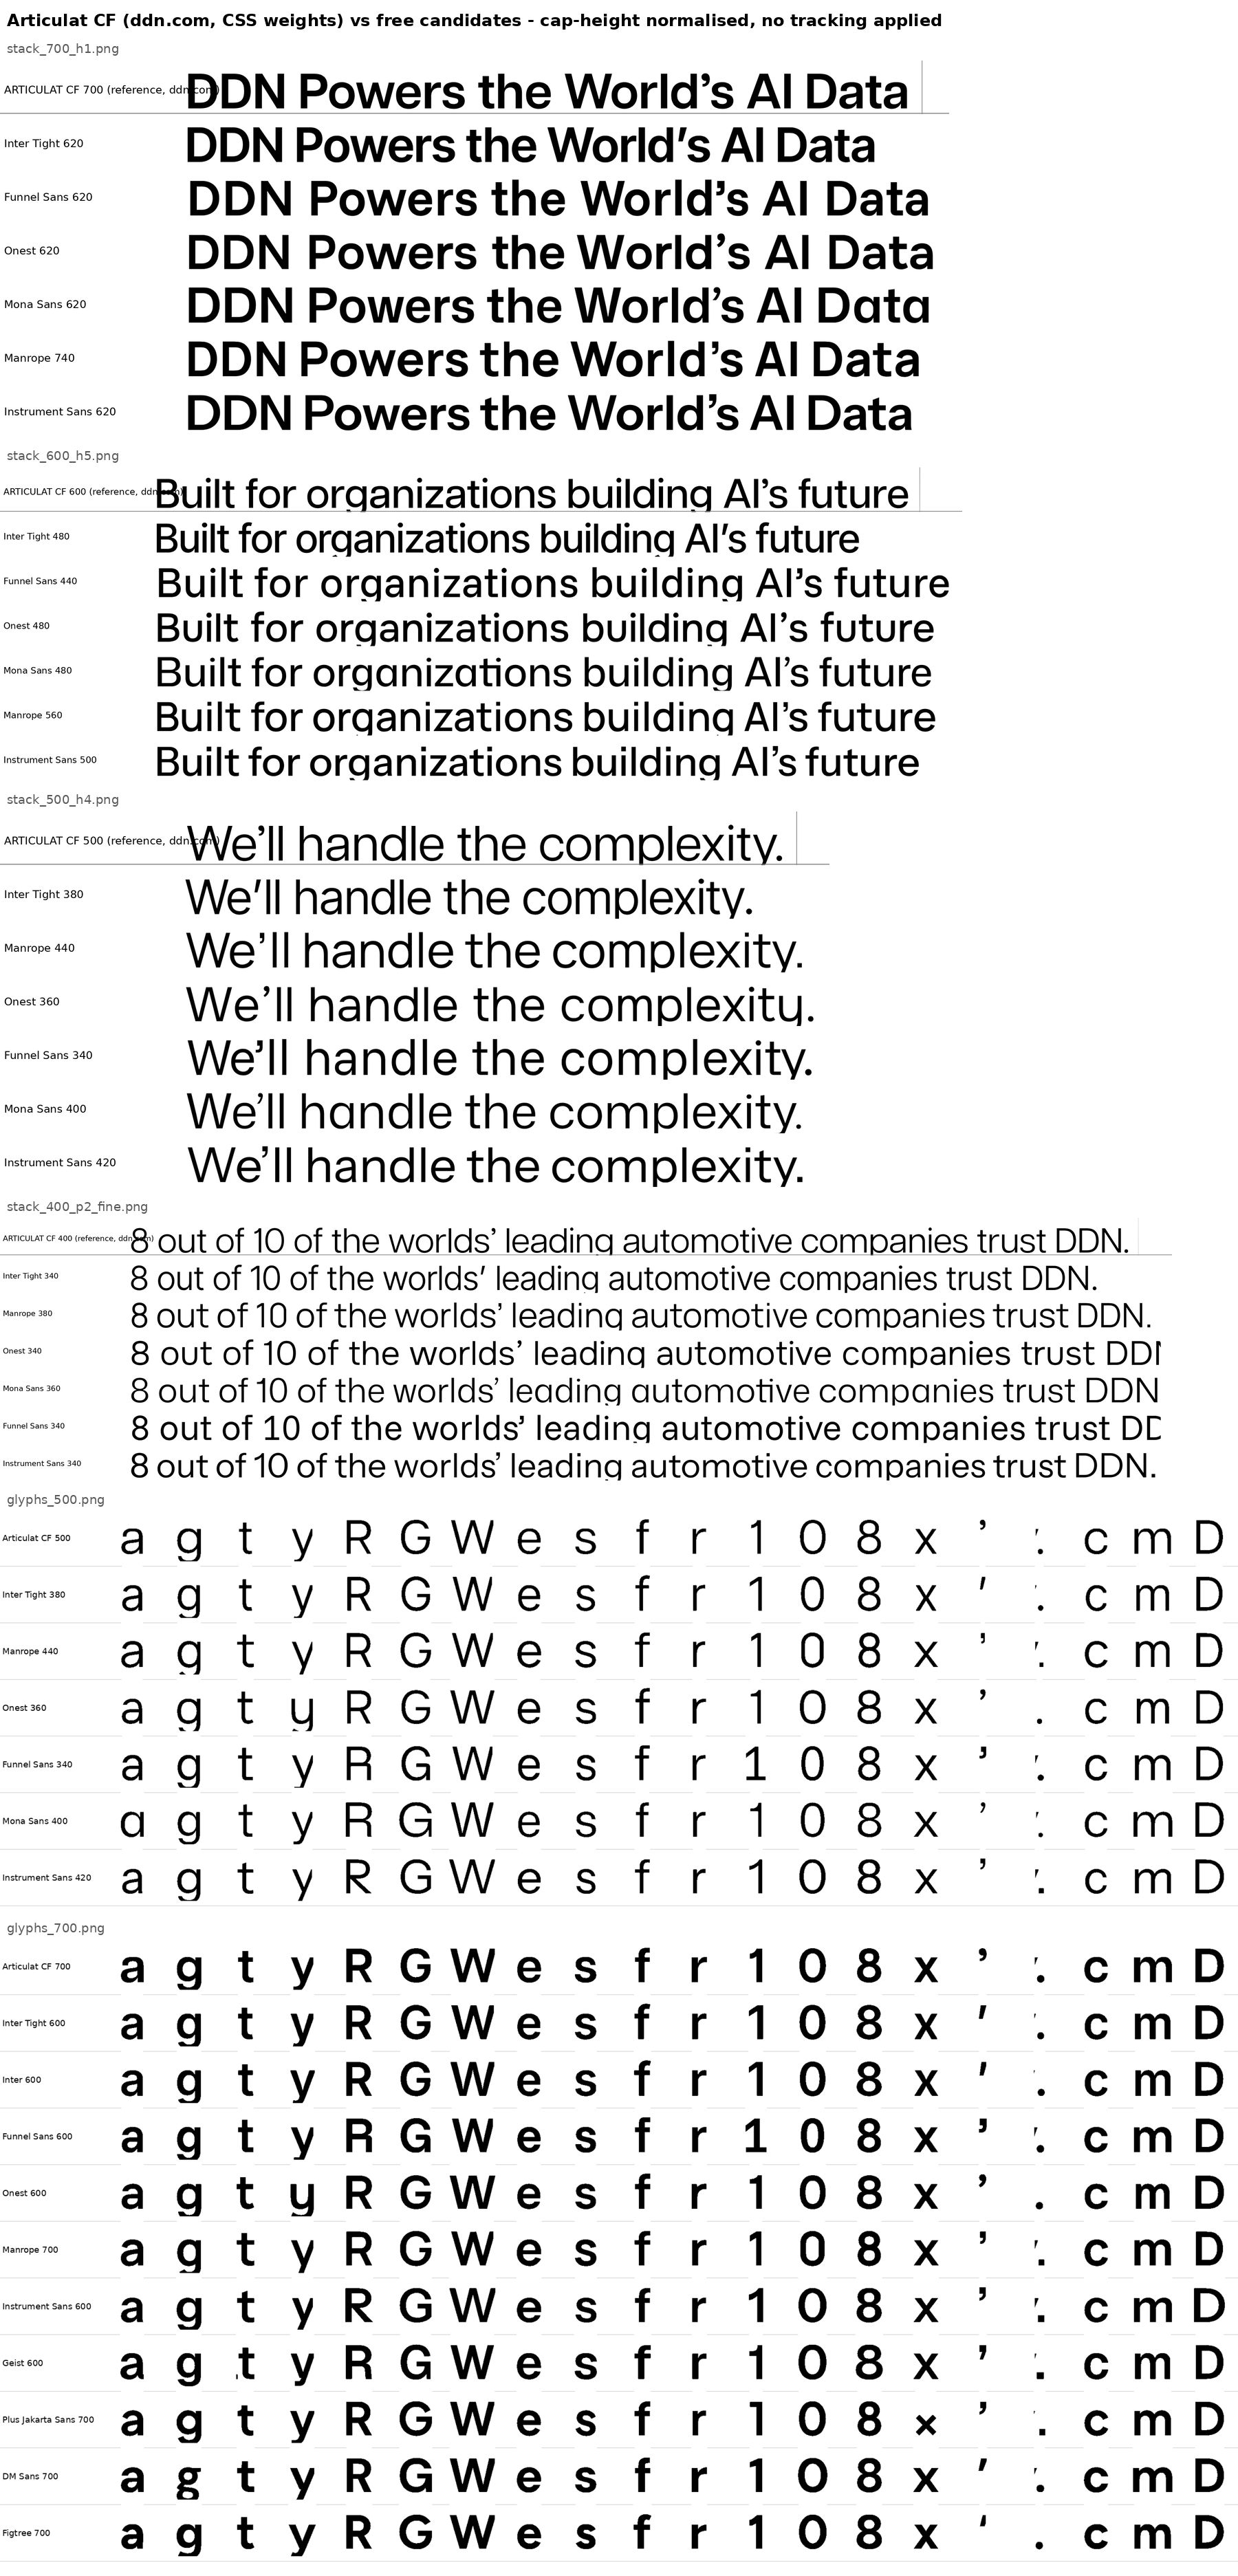 Articulat CF (ddn.com, CSS weights) vs free candidates - cap-height normalised, no tracking applied
stack_700_h1.png
ARTICULAT CF 700 (reference, ddn.com) DDN Powers the World’s AI Data
Inter Tight 620 DDN Powers the World’s AI Data
Funnel Sans 620 DDN Powers the World’s AI Data
Onest 620 DDN Powers the World’s AI Data
Mona Sans 620 DDN Powers the World’s AI Data
Manrope 740 DDN Powers the World’s AI Data
Instrument Sans 620 DDN Powers the World’s AI Data
stack_600_h5.png
ARTICULAT CF 600 (reference, ddn.com) Built for organizations building AI’s future
Inter Tight 480 Built for organizations building AI’s future
Funnel Sans 440 Built for organizations building AI’s future
Onest 480 Built for organizations building AI’s future
Mona Sans 480 Built for organizations building AI’s future
Manrope 560 Built for organizations building AI’s future
Instrument Sans 500 Built for organizations building AI’s future
stack_500_h4.png
ARTICULAT CF 500 (reference, ddn.com) We’ll handle the complexity.
Inter Tight 380 We’ll handle the complexity.
Manrope 440 We’ll handle the complexity.
Onest 360 We’ll handle the complexity.
Funnel Sans 340 We’ll handle the complexity.
Mona Sans 400 We’ll handle the complexity.
Instrument Sans 420 We’ll handle the complexity.
stack_400_p2_fine.png
ARTICULAT CF 400 (reference, ddn.com) 8 out of 10 of the worlds’ leading automotive companies trust DDN.
Inter Tight 340 8 out of 10 of the worlds’ leading automotive companies trust DDN.
Manrope 380 8 out of 10 of the worlds’ leading automotive companies trust DDN.
Onest 340 8 out of 10 of the worlds’ leading automotive companies trust DD
Mona Sans 360 8 out of 10 of the worlds’ leading automotive companies trust DDN
Funnel Sans 340 8 out of 10 of the worlds’ leading automotive companies trust D
Instrument Sans 340 8 out of 10 of the worlds’ leading automotive companies trust DDN.
glyphs_500.png
Articulat CF 500 a g t y R G W e s f r 1 0 8 x ’ . c m D
Inter Tight 380 a g t y R G W e s f r 1 0 8 x ’ . c m D
Manrope 440 a g t y R G W e s f r 1 0 8 x ’ . c m D
Onest 360 a g t y R G W e s f r 1 0 8 x ’ . c m D
Funnel Sans 340 a g t y R G W e s f r 1 0 8 x ’ . c m D
Mona Sans 400 a g t y R G W e s f r 1 0 8 x ’ . c m D
Instrument Sans 420 a g t y R G W e s f r 1 0 8 x ’ . c m D
glyphs_700.png
Articulat CF 700 a g t y R G W e s f r 1 0 8 x ’ . c m D
Inter Tight 600 a g t y R G W e s f r 1 0 8 x ’ . c m D
Inter 600 a g t y R G W e s f r 1 0 8 x ’ . c m D
Funnel Sans 600 a g t y R G W e s f r 1 0 8 x ’ . c m D
Onest 600 a g t y R G W e s f r 1 0 8 x ’ . c m D
Manrope 700 a g t y R G W e s f r 1 0 8 x ’ . c m D
Instrument Sans 600 a g t y R G W e s f r 1 0 8 x ’ . c m D
Geist 600 a g t y R G W e s f r 1 0 8 x ’ . c m D
Plus Jakarta Sans 700 a g t y R G W e s f r 1 0 8 x ’ . c m D
DM Sans 700 a g t y R G W e s f r 1 0 8 x ’ . c m D
Figtree 700 a g t y R G W e s f r 1 0 8 x ‘ . c m D